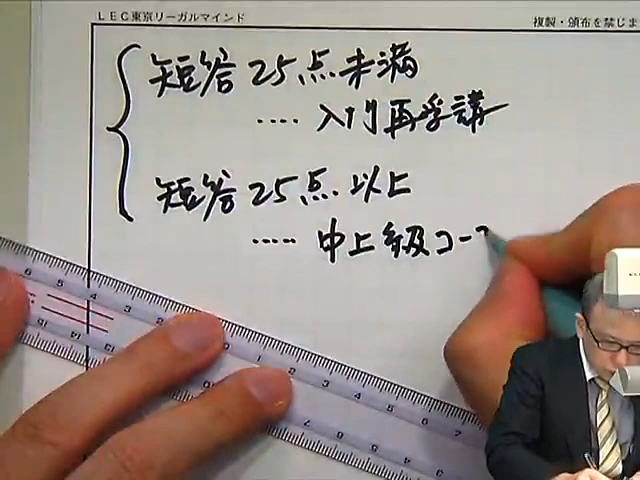 LEC東京リーガルマインド
複製・頒布を禁じま
短答25点未満
‥‥入門再受講
短答25点以上
‥‥中上級コース